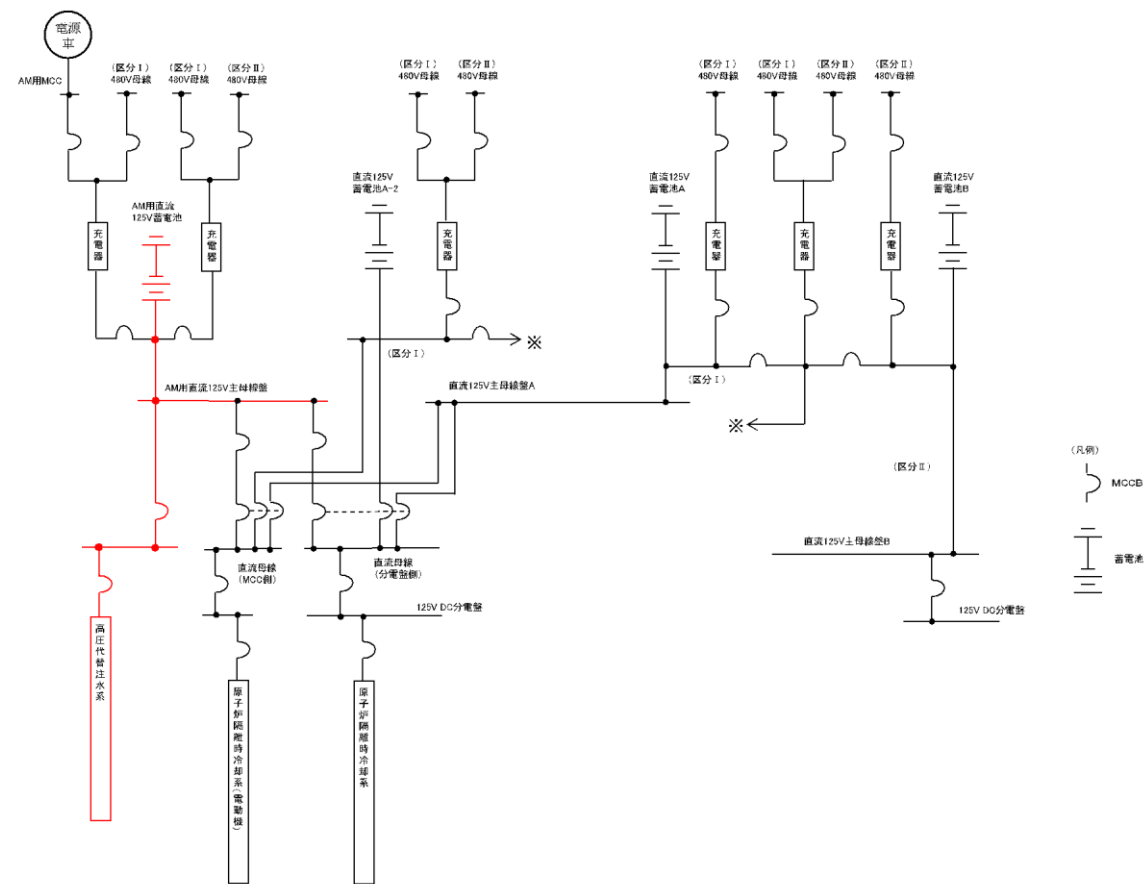 電源
車
AM用MCC
(区分Ⅰ)
480V母線
(区分Ⅰ)
480V母線
(区分Ⅱ)
480V母線
(区分Ⅰ)
480V母線
(区分Ⅱ)
480V母線
(区分Ⅰ)
480V母線
(区分Ⅰ)
480V母線
(区分Ⅱ)
480V母線
(区分Ⅱ)
480V母線
AM用直流
125V蓄電池
直流125V
蓄電池A-2
直流125V
蓄電池A
直流125V
蓄電池B
充電器
充電器
充電器
充電器
充電器
充電器
※
(区分Ⅰ)
(区分Ⅰ)
AM用直流125V主母線盤
直流125V主母線盤A
※
(区分Ⅱ)
(凡例)
MCCB
蓄電池
直流母線
(MCC側)
直流母線
(分電盤側)
直流125V主母線盤B
125V DC分電盤
125V DC分電盤
高圧代替注水系
原子炉隔離時冷却系(電動機)
原子炉隔離時冷却系